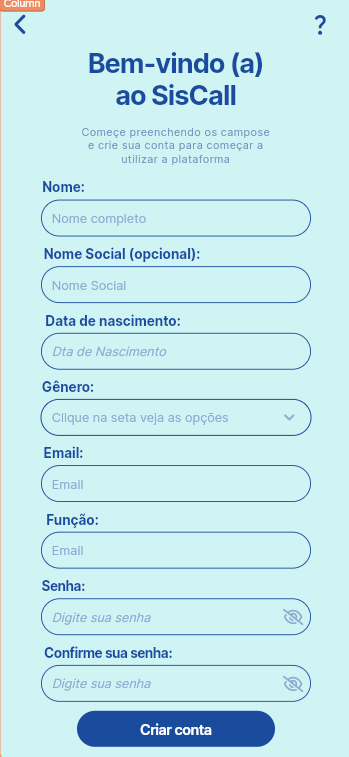 Column
?
Bem-vindo (a)
ao SisCall
Começe preenchendo os campose
e crie sua conta para começar a
utilizar a plataforma
Nome:
Nome completo
Nome Social (opcional):
Nome Social
Data de nascimento:
Dta de Nascimento
Gênero:
Clique na seta veja as opções
Email:
Email
Função:
Email
Senha:
Digite sua senha
Confirme sua senha:
Digite sua senha
Criar conta